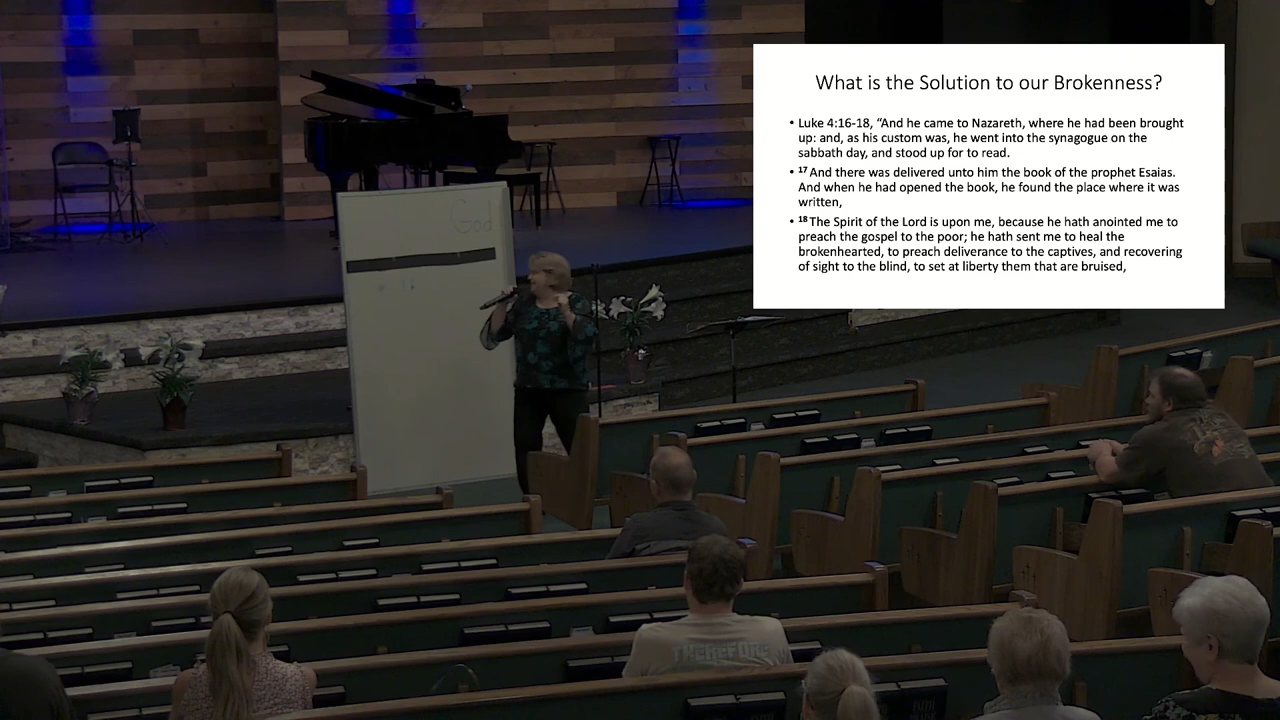 What is the Solution to our Brokenness?
• Luke 4:16-18, “And he came to Nazareth, where he had been brought
up: and, as his custom was, he went into the synagogue on the
sabbath day, and stood up for to read.
• 17 And there was delivered unto him the book of the prophet Esaias.
And when he had opened the book, he found the place where it was
written,
• 18 The Spirit of the Lord is upon me, because he hath anointed me to
preach the gospel to the poor; he hath sent me to heal the
brokenhearted, to preach deliverance to the captives, and recovering
of sight to the blind, to set at liberty them that are bruised,
God